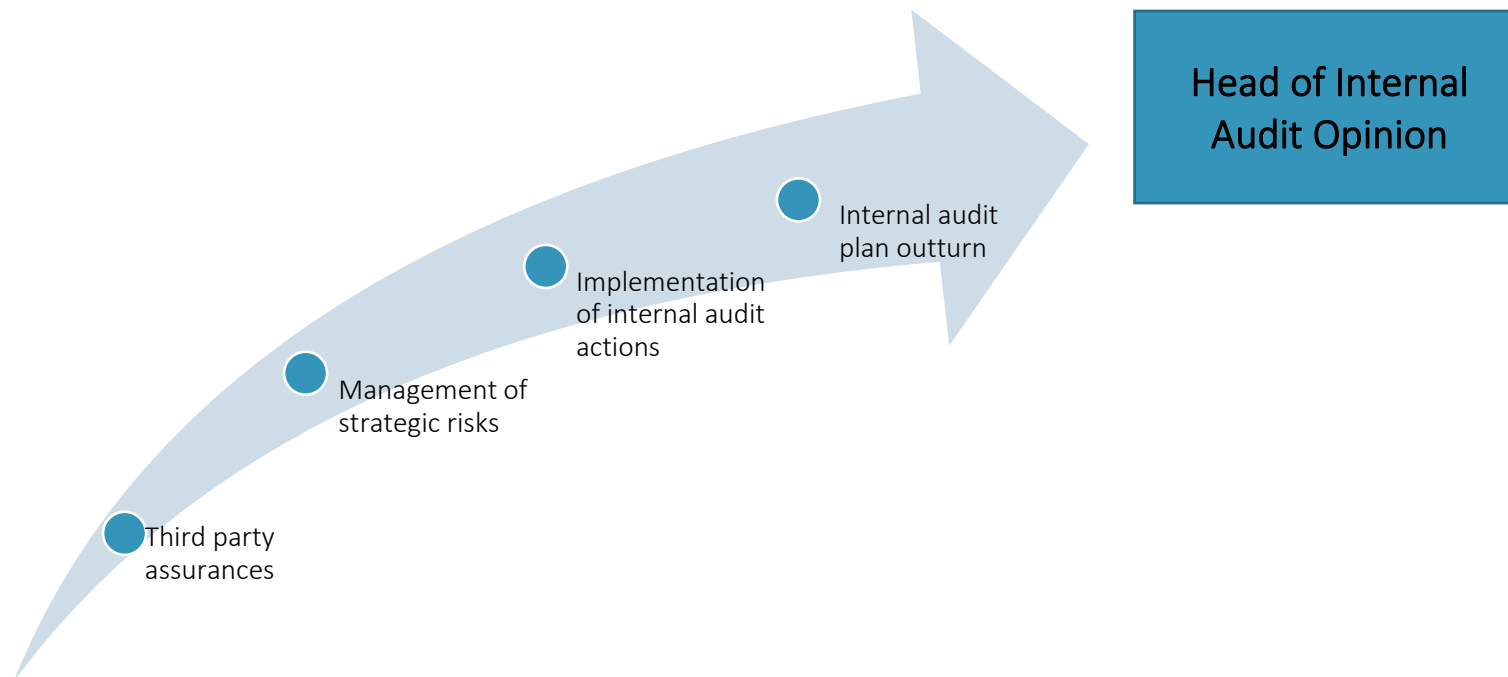 Head of Internal
Audit Opinion
Internal audit
plan outturn
Implementation
of internal audit
actions
Management of
strategic risks
Third party
assurances